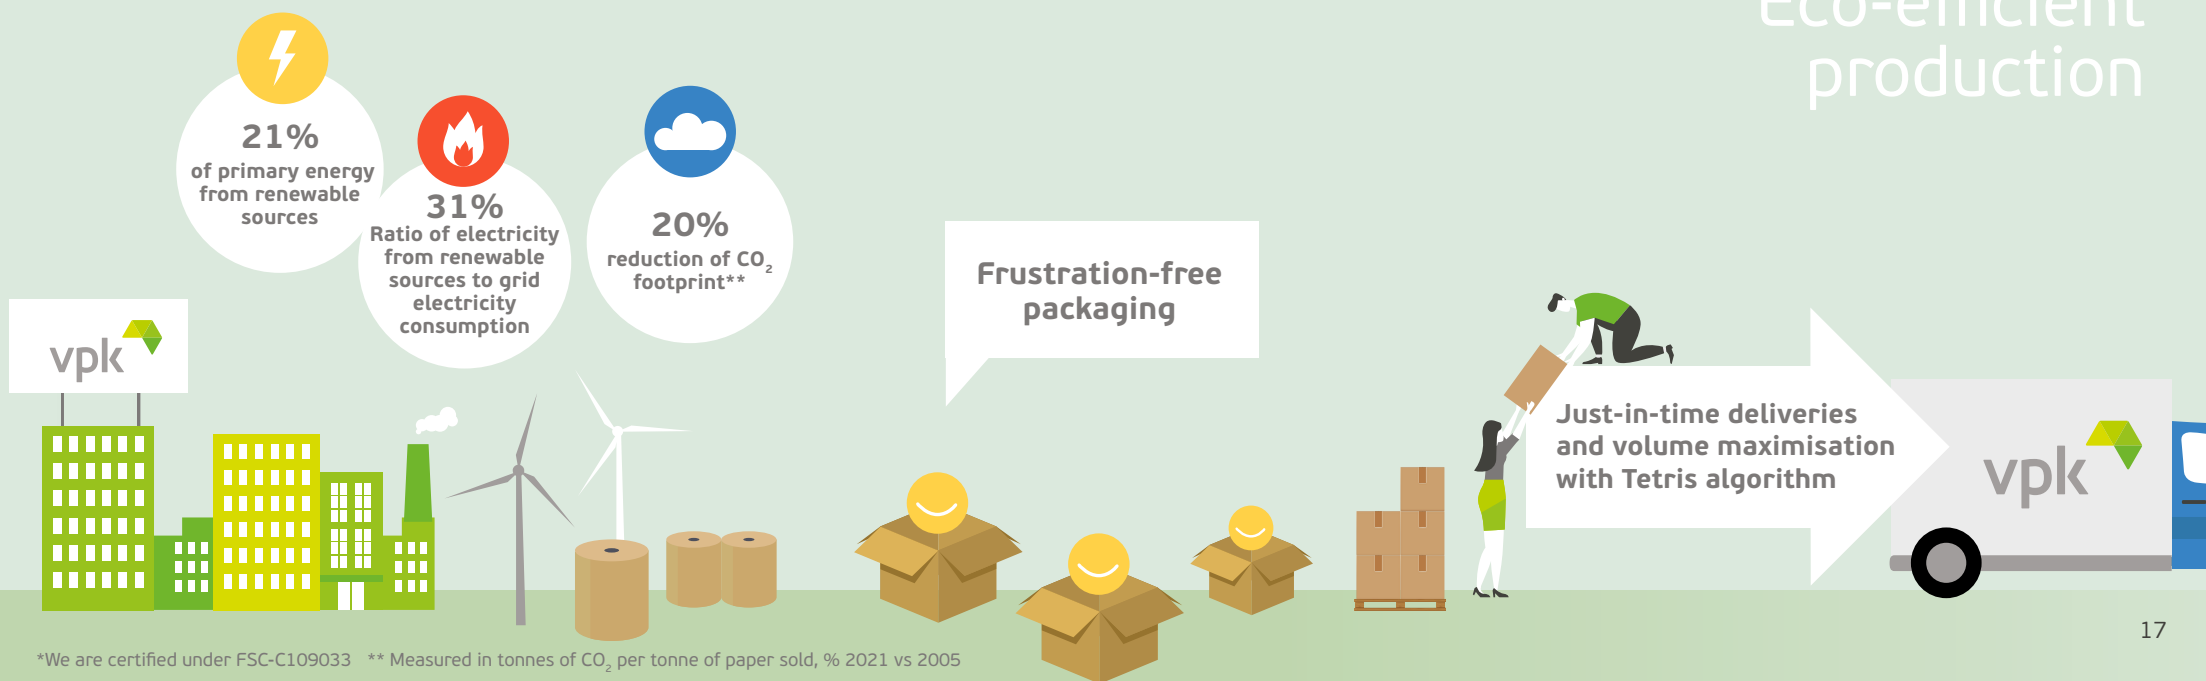 Eco-efficient
production
21%
of primary energy
from renewable
sources
31%
Ratio of electricity
from renewable
sources to grid
electricity
consumption
20%
reduction of CO₂
footprint**
vpk
Frustration-free
packaging
Just-in-time deliveries
and volume maximisation
with Tetris algorithm
vpk
17
*We are certified under FSC-C109033 ** Measured in tonnes of CO₂ per tonne of paper sold, % 2021 vs 2005